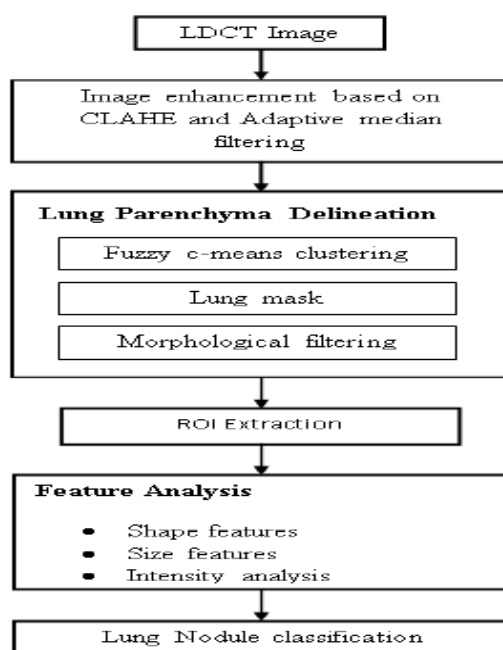 LDCT Image
Image enhancement based on
CLAHE and Adaptive median
filtering
Lung Parenchyma Delineation
Fuzzy c-means clustering
Lung mask
Morphological filtering
ROI Extraction
Feature Analysis
● Shape features
● Size features
● Intensity analysis
Lung Nodule classification